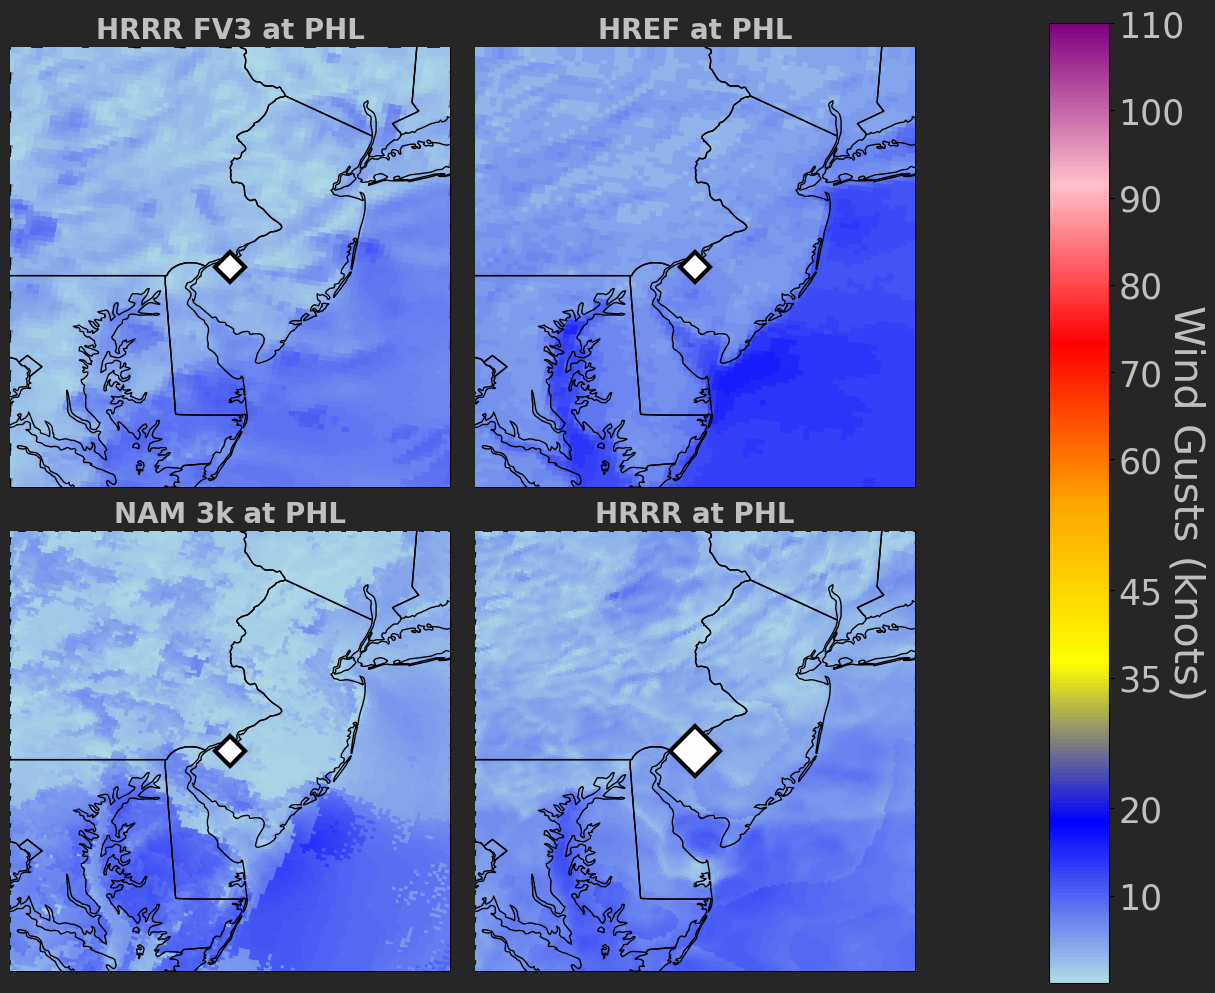 HRRR FV3 at PHL
HREF at PHL
NAM 3k at PHL
HRRR at PHL
110
100
90
80
70
60
45
35
20
10
Wind Gusts (knots)